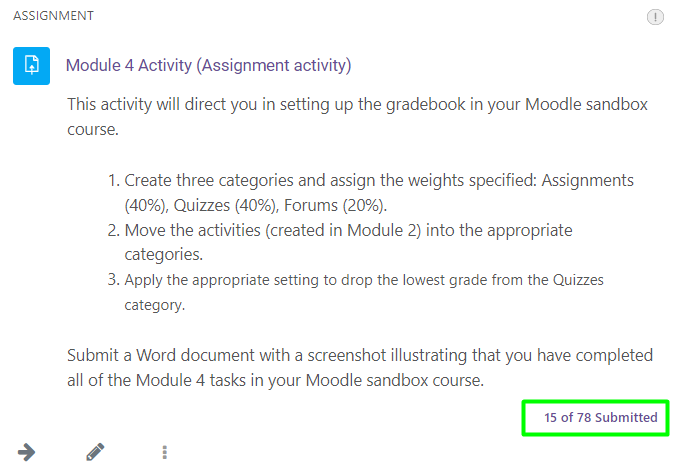 ASSIGNMENT
Module 4 Activity (Assignment activity)
This activity will direct you in setting up the gradebook in your Moodle sandbox
course.
1. Create three categories and assign the weights specified: Assignments
(40%), Quizzes (40%), Forums (20%).
2. Move the activities (created in Module 2) into the appropriate
categories.
3. Apply the appropriate setting to drop the lowest grade from the Quizzes
category.
Submit a Word document with a screenshot illustrating that you have completed
all of the Module 4 tasks in your Moodle sandbox course.
15 of 78 Submitted